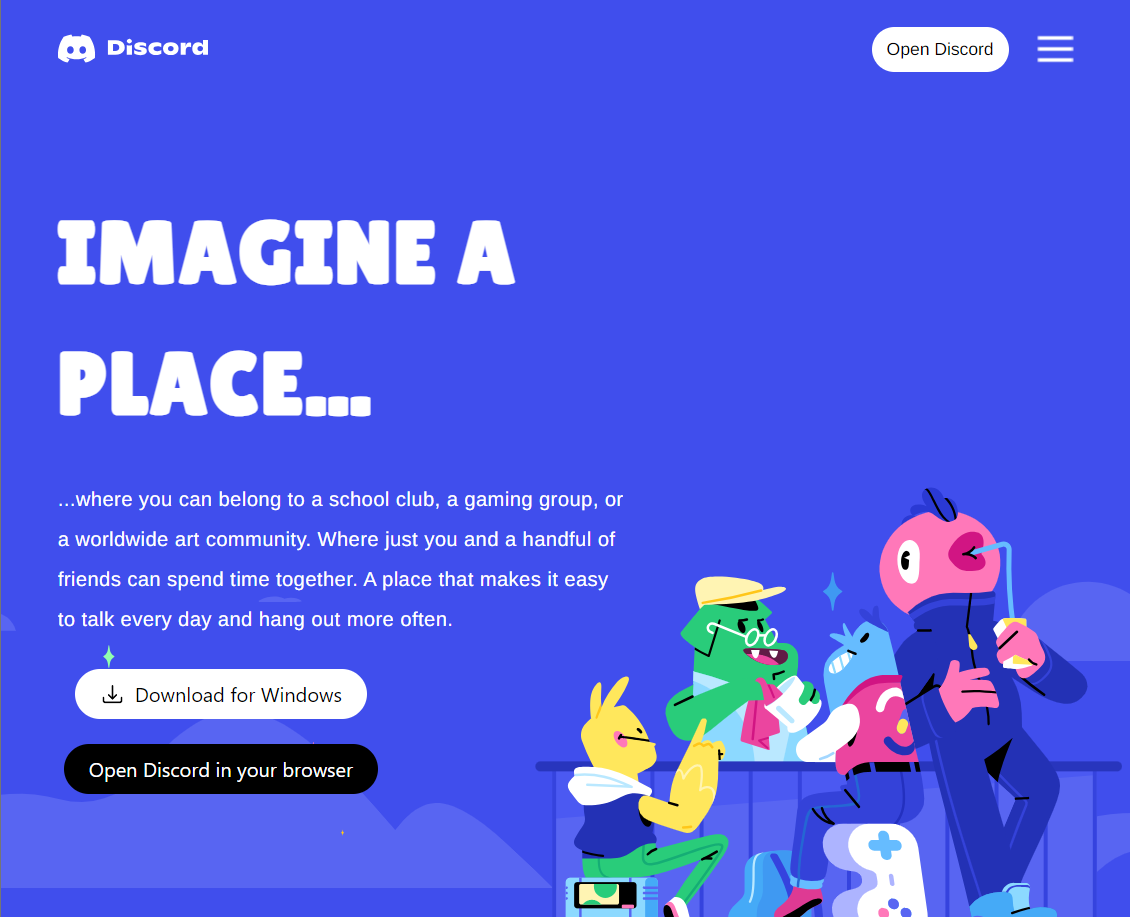 Discord
Open Discord
IMAGINE A
PLACE...
...where you can belong to a school club, a gaming group, or
a worldwide art community. Where just you and a handful of
friends can spend time together. A place that makes it easy
to talk every day and hang out more often.
Download for Windows
Open Discord in your browser